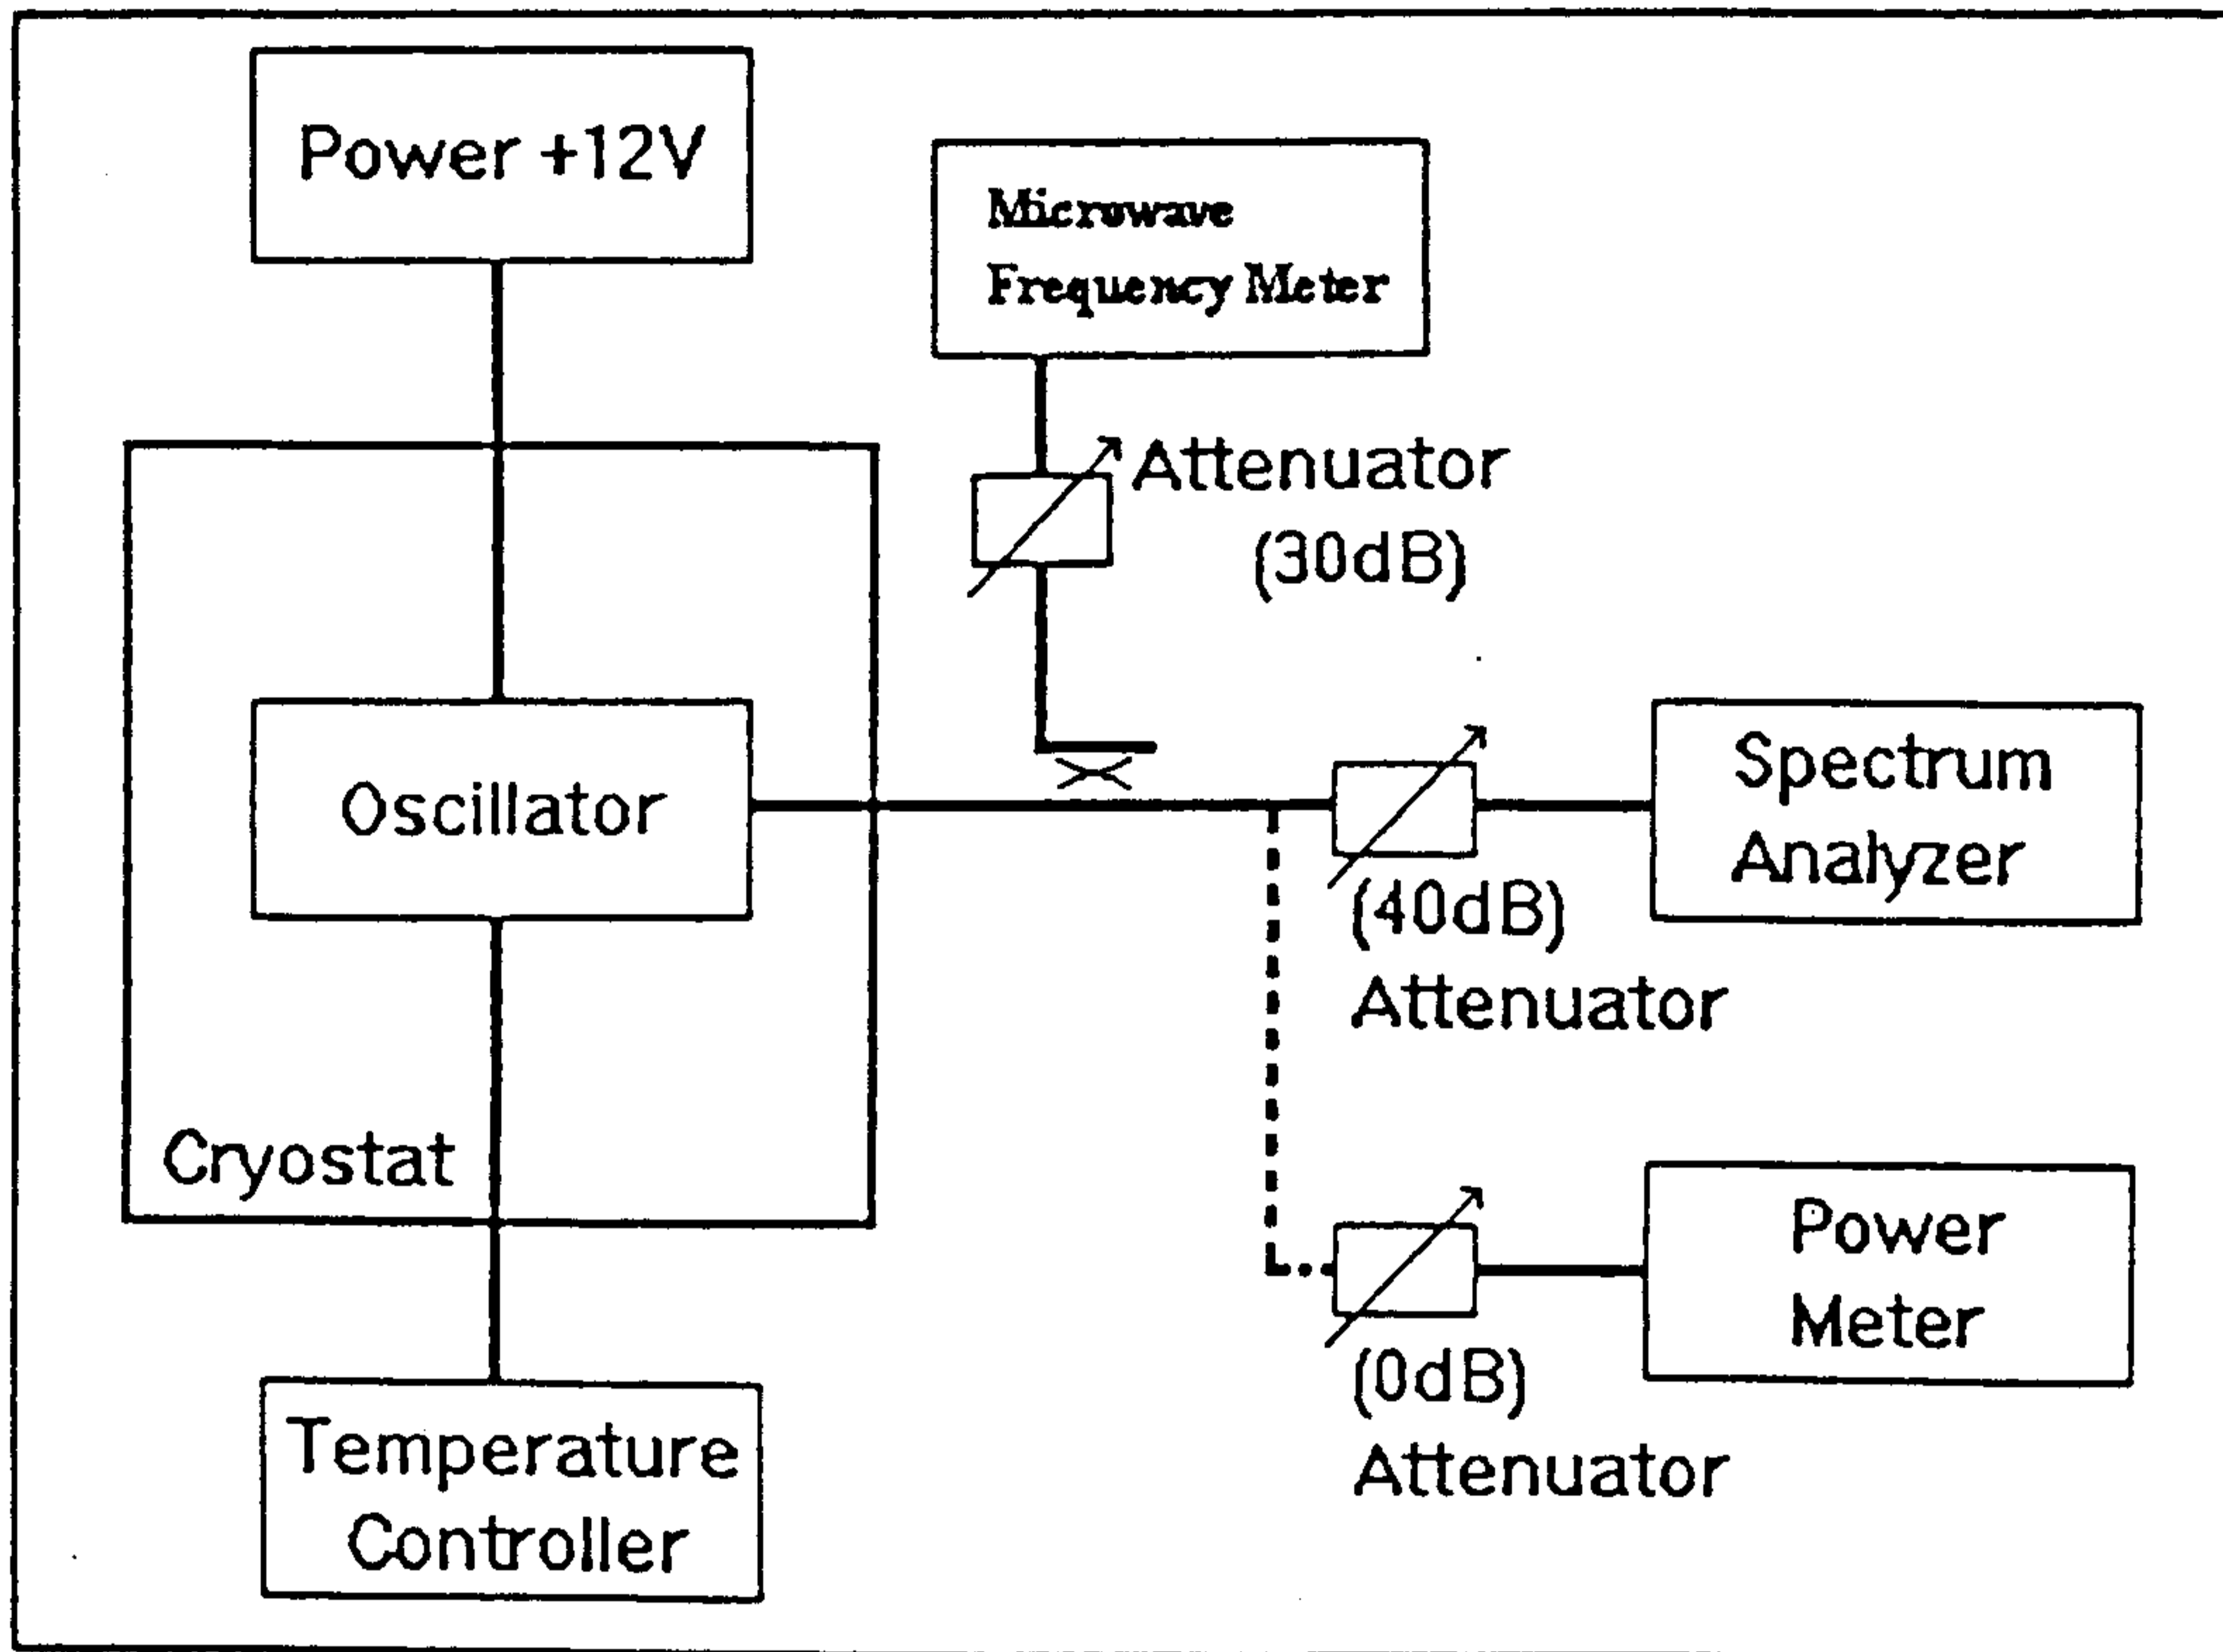 Power +12V
Microwave
Frequency Meter
Attenuator
(30dB)
Oscillator
Spectrum
Analyzer
(40dB)
Attenuator
Cryostat
Power
Meter
(0dB)
Attenuator
Temperature
Controller